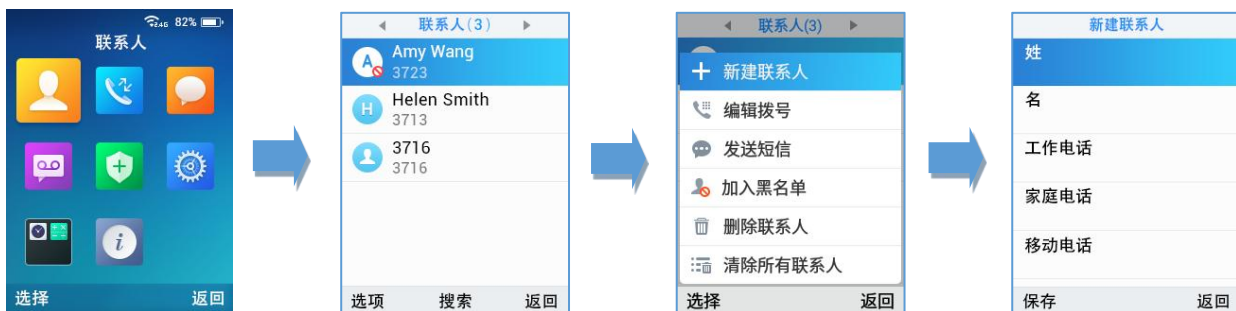 2.4G 82%
联系人
选择 返回
联系人(3)
A Amy Wang
3723
H Helen Smith
3713
3716
3716
选项 搜索 返回
联系人(3)
新建联系人
编辑拨号
发送短信
加入黑名单
删除联系人
清除所有联系人
选择 返回
新建联系人
姓
名
工作电话
家庭电话
移动电话
保存 返回